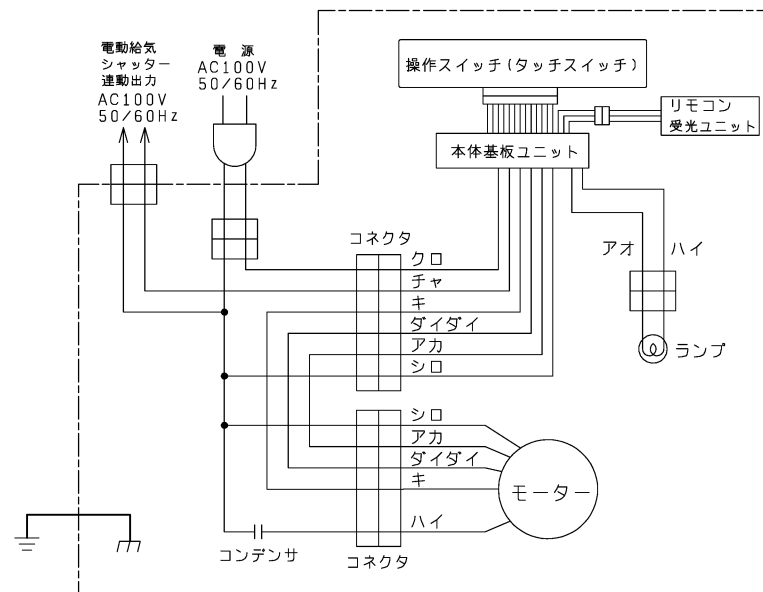 電動給気
シャッター
連動出力
AC100V
50/60Hz
電 源
AC100V
50/60Hz
操作スイッチ(タッチスイッチ)
リモコン
受光ユニット
本体基板ユニット
コネクタ
クロ
チャ
キ
ダイダイ
アカ
シロ
アオ
ハイ
ランプ
シロ
アカ
ダイダイ
キ
ハイ
モーター
コンデンサ
コネクタ